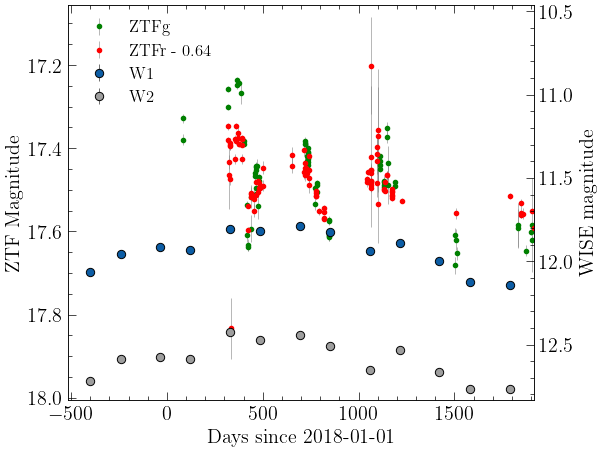 ZTFg
ZTFr - 0.64
W1
W2
17.2
17.4
17.6
17.8
18.0
ZTF Magnitude
10.5
11.0
11.5
12.0
12.5
WISE magnitude
−500
0
500
1000
1500
Days since 2018-01-01